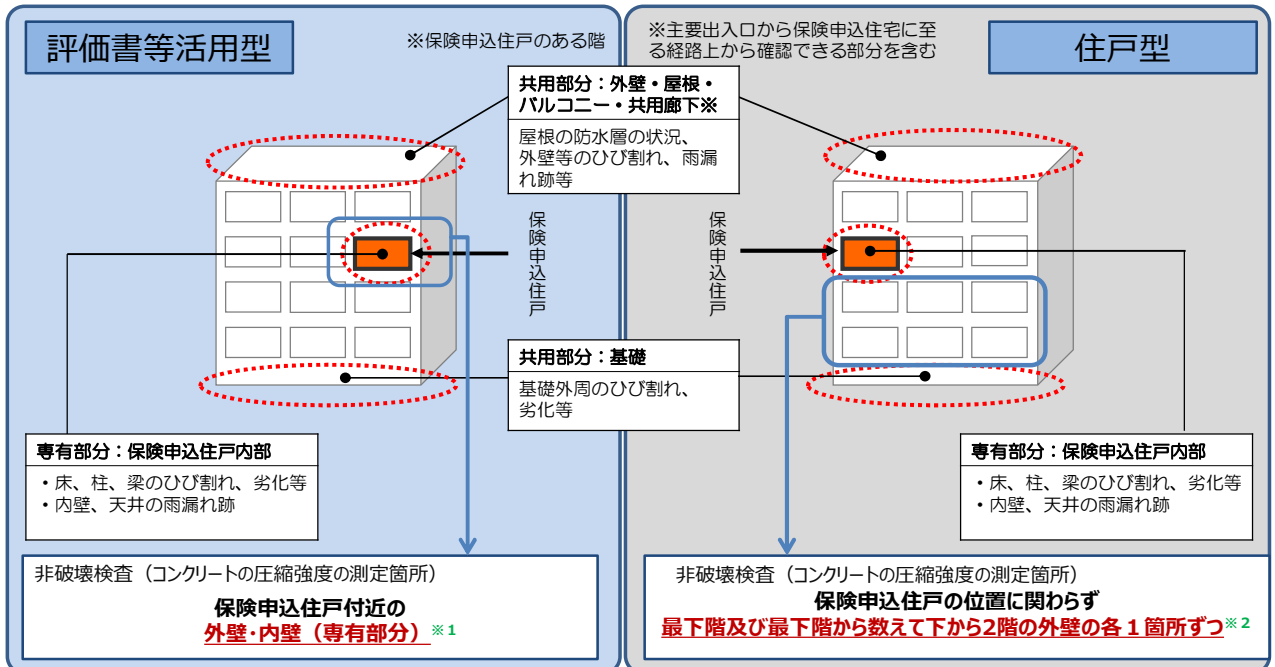 評価書等活用型
※保険申込住戸のある階
※主要出入口から保険申込住宅に至
る経路上から確認できる部分を含む
住戸型
共用部分：外壁・屋根・
バルコニー・共用廊下※
屋根の防水層の状況、
外壁等のひび割れ、雨漏
れ跡等
保険申込住戸
保険申込住戸
共用部分：基礎
基礎外周のひび割れ、
劣化等
専有部分：保険申込住戸内部
・床、柱、梁のひび割れ、劣化等
・内壁、天井の雨漏れ跡
専有部分：保険申込住戸内部
・床、柱、梁のひび割れ、劣化等
・内壁、天井の雨漏れ跡
非破壊検査（コンクリートの圧縮強度の測定箇所）
保険申込住戸付近の
外壁・内壁（専有部分）※1
非破壊検査（コンクリートの圧縮強度の測定箇所）
保険申込住戸の位置に関わらず
最下階及び最下階から数えて下から2階の外壁の各１箇所ずつ※2